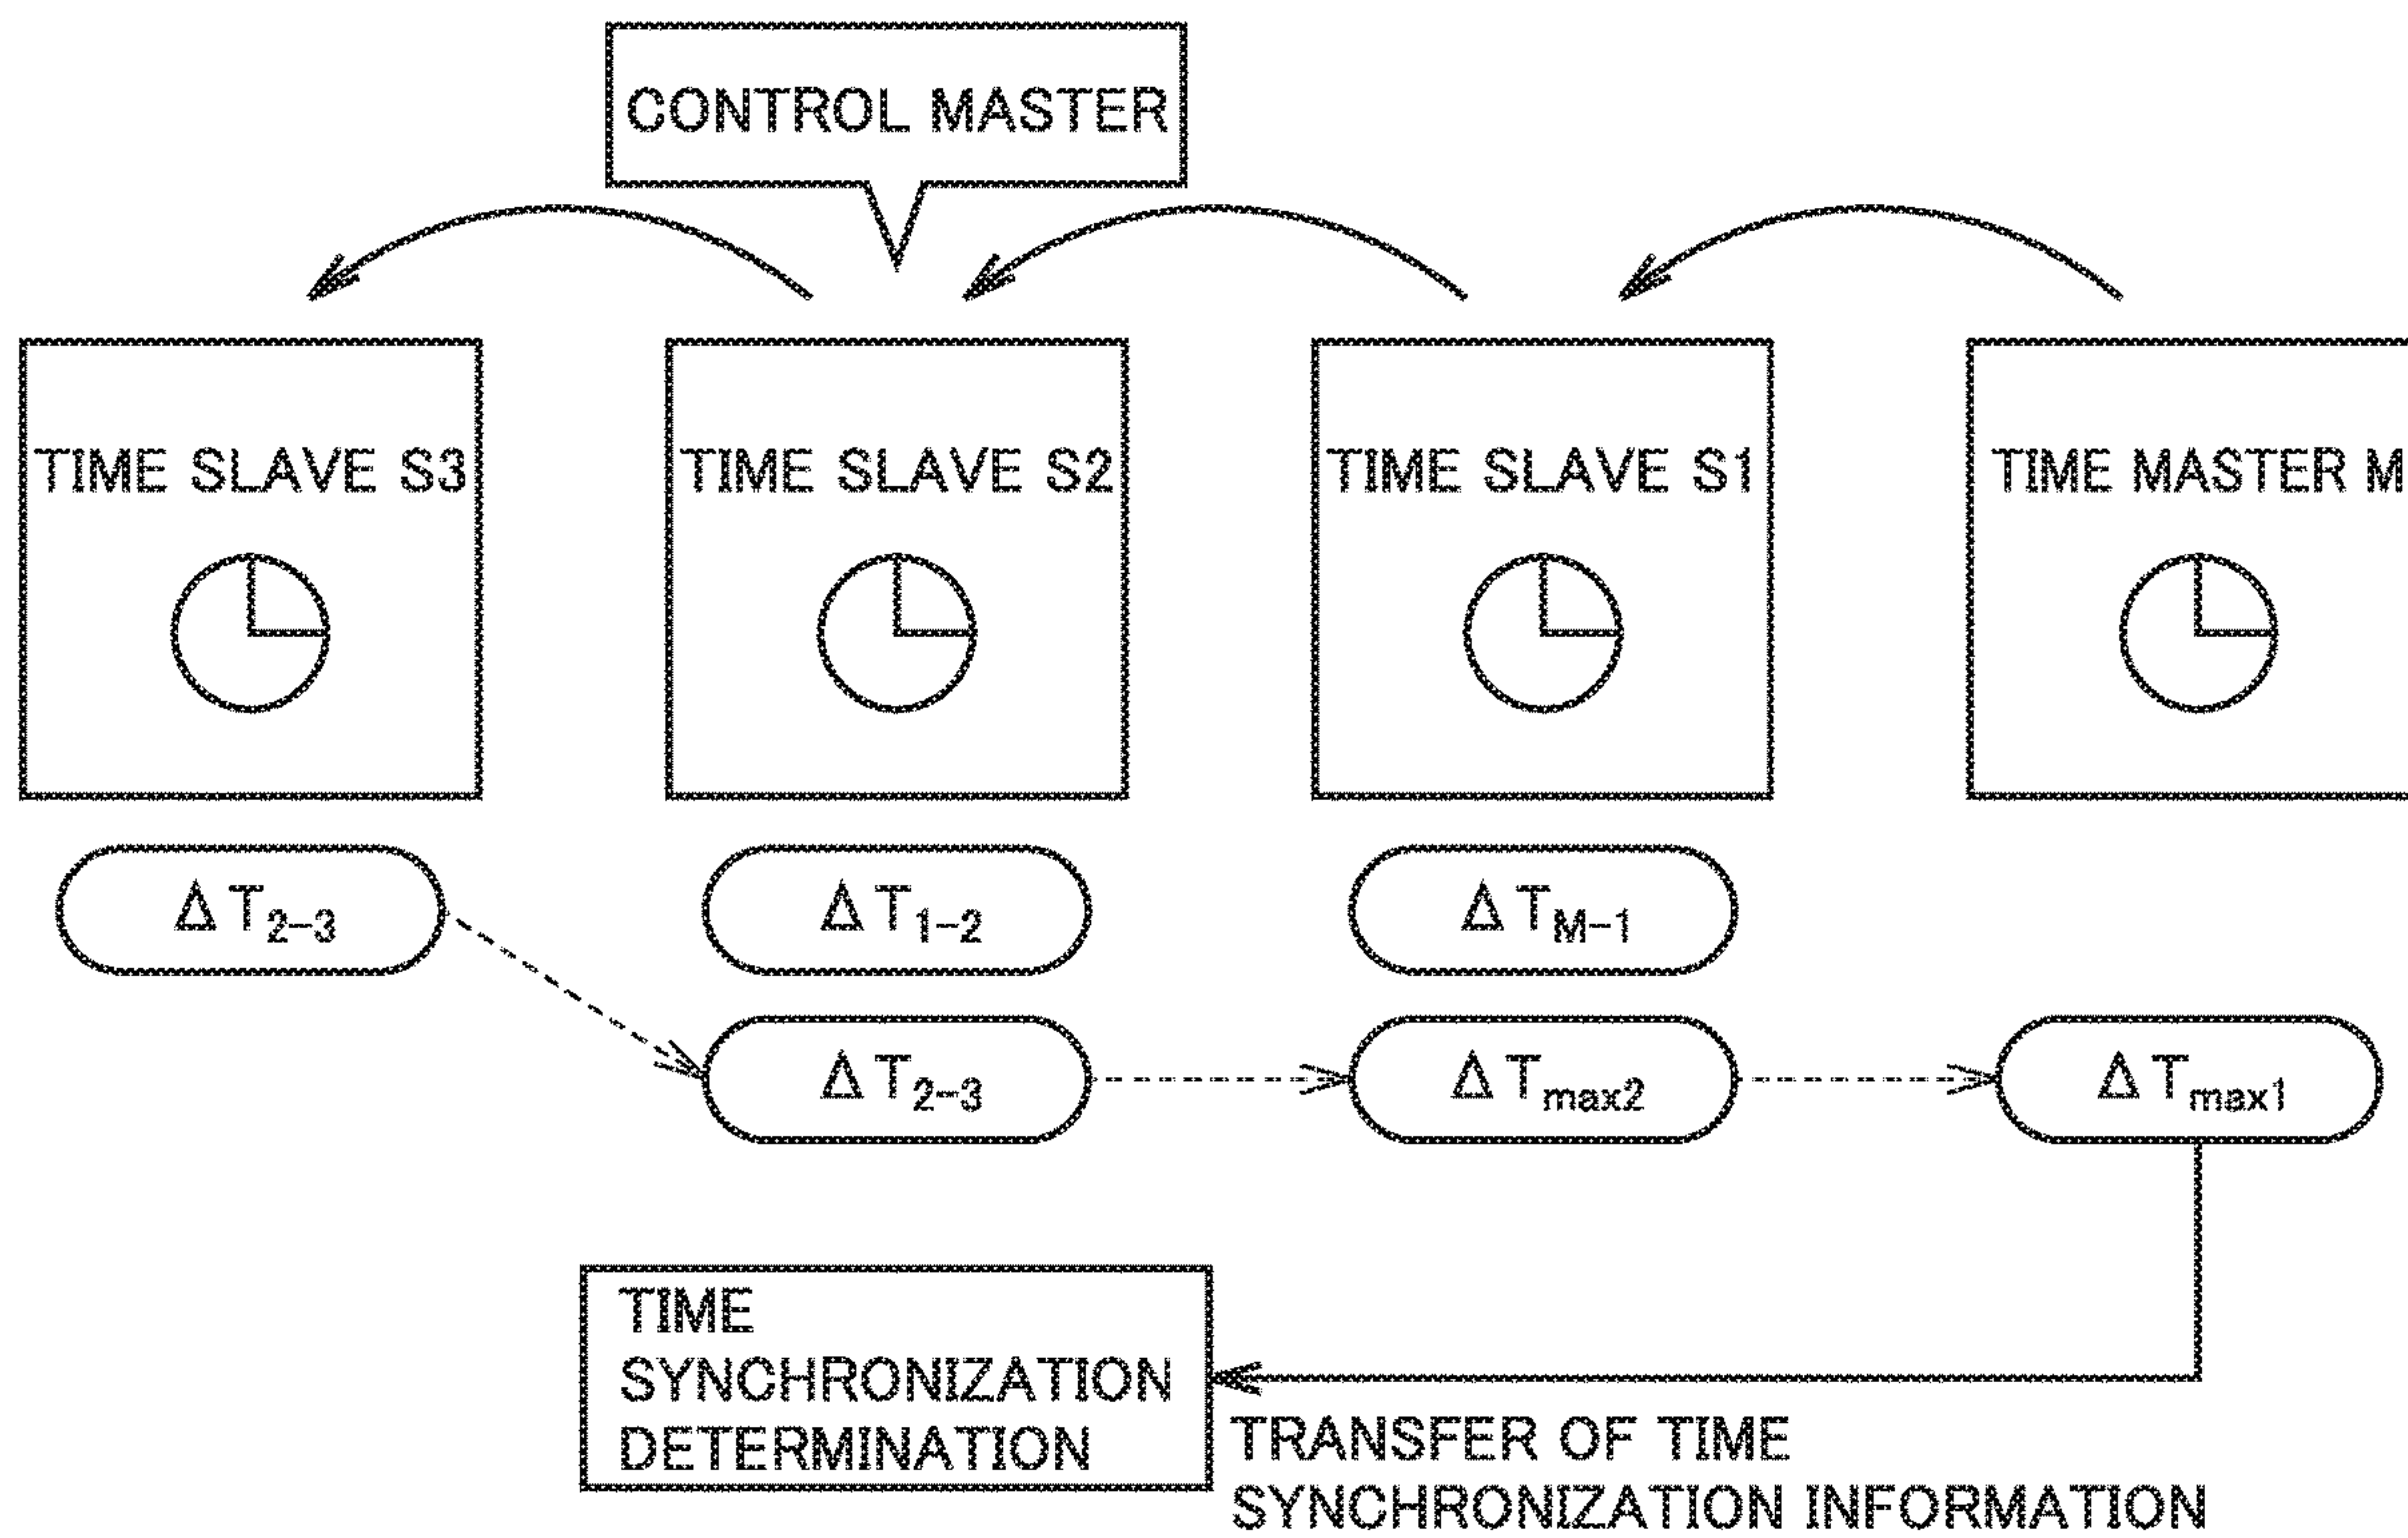 CONTROL MASTER
TIME SLAVE S3
TIME SLAVE S2
TIME SLAVE S1
TIME MASTER M
ΔT2-3
ΔT1-2
ΔTM-1
ΔT2-3
ΔTmax2
ΔTmax1
TIME
SYNCHRONIZATION
DETERMINATION
TRANSFER OF TIME
SYNCHRONIZATION INFORMATION